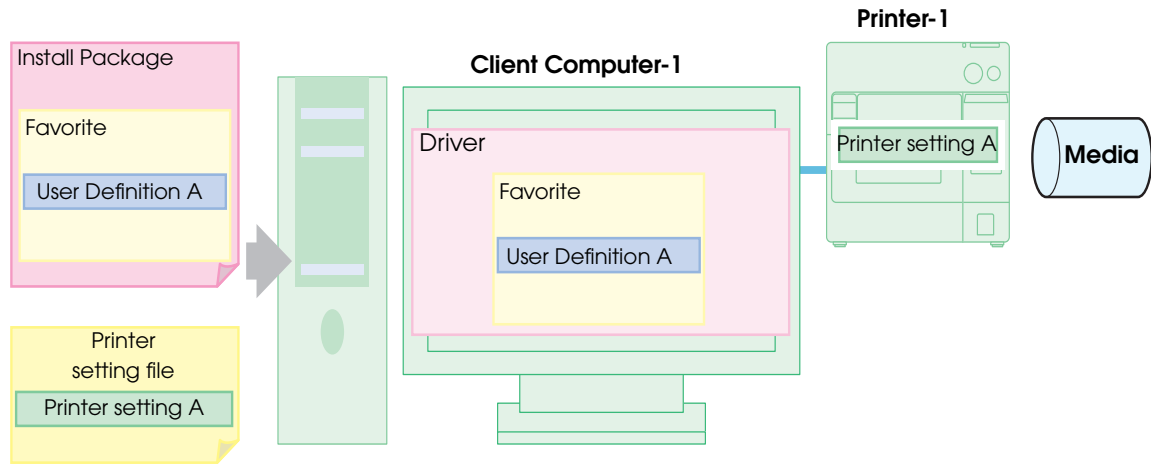 Install Package
Favorite
User Definition A
Printer
setting file
Printer setting A
Client Computer-1
Driver
Favorite
User Definition A
Printer-1
Printer setting A
Media